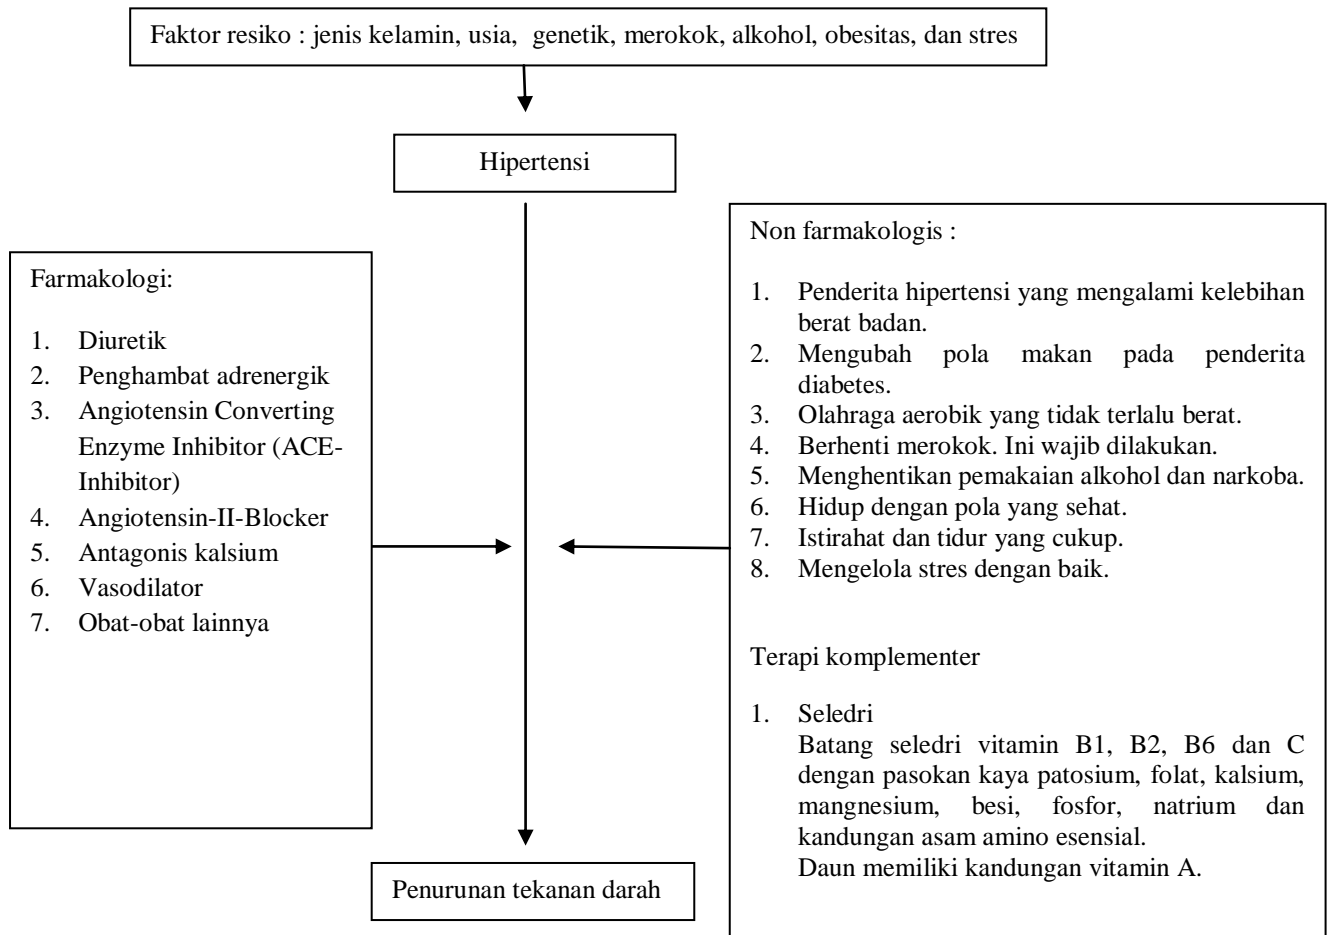 Faktor resiko : jenis kelamin, usia, genetik, merokok, alkohol, obesitas, dan stres
Hipertensi
Farmakologi:
1. Diuretik
2. Penghambat adrenergik
3. Angiotensin Converting
Enzyme Inhibitor (ACE-
Inhibitor)
4. Angiotensin-II-Blocker
5. Antagonis kalsium
6. Vasodilator
7. Obat-obat lainnya
Non farmakologis :
1. Penderita hipertensi yang mengalami kelebihan
berat badan.
2. Mengubah pola makan pada penderita
diabetes.
3. Olahraga aerobik yang tidak terlalu berat.
4. Berhenti merokok. Ini wajib dilakukan.
5. Menghentikan pemakaian alkohol dan narkoba.
6. Hidup dengan pola yang sehat.
7. Istirahat dan tidur yang cukup.
8. Mengelola stres dengan baik.
Terapi komplementer
1. Seledri
Batang seledri vitamin B1, B2, B6 dan C
dengan pasokan kaya patosium, folat, kalsium,
mangnesium, besi, fosfor, natrium dan
kandungan asam amino esensial.
Daun memiliki kandungan vitamin A.
Penurunan tekanan darah